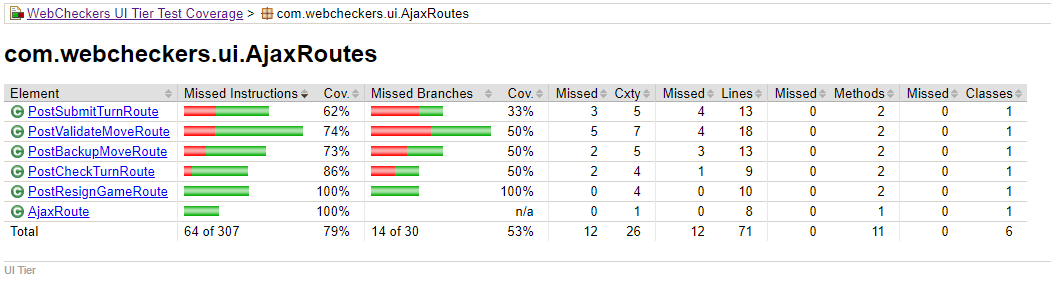 WebCheckers UI Tier Test Coverage > com.webcheckers.ui.AjaxRoutes
com.webcheckers.ui.AjaxRoutes
Element Missed Instructions Cov. Missed Branches Cov. Missed Cxty Missed Lines Missed Methods Missed Classes
C PostSubmitTurnRoute 62% 33% 3 5 4 13 0 2 0 1
C PostValidateMoveRoute 74% 50% 5 7 4 18 0 2 0 1
C PostBackupMoveRoute 73% 50% 2 5 3 13 0 2 0 1
C PostCheckTurnRoute 86% 50% 2 4 1 9 0 2 0 1
C PostResignGameRoute 100% 100% 0 4 0 10 0 2 0 1
C AjaxRoute 100% n/a 0 1 0 8 0 1 0 1
Total 64 of 307 79% 14 of 30 53% 12 26 12 71 0 11 0 6
UI Tier